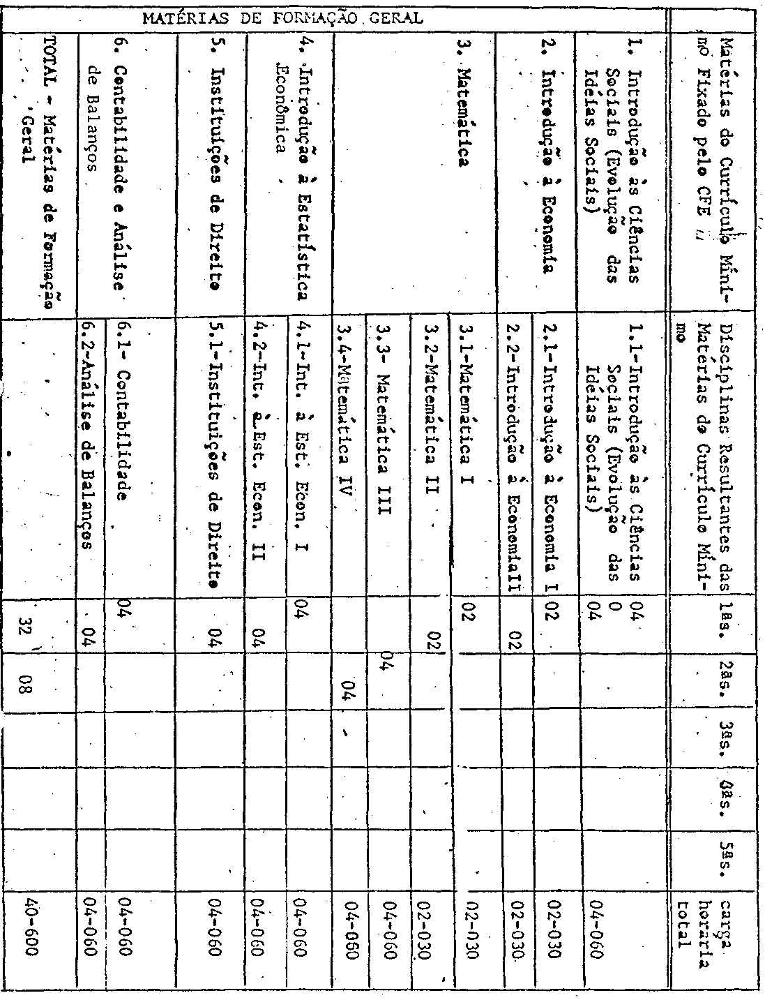 MATÉRIAS DE FORMAÇÃO GERAL
Matérias do Currículo Míni-
mo Fixado pelo CFE
Disciplinas Resultantes das
Matérias do Currículo Míni-
mo
1ªs.
2ªs.
3ªs.
4ªs.
5ªs.
carga
horaria
total
1. Introdução às Ciências
Sociais (Evolução das
Idéias Sociais)
1.1-Introdução às Ciências
Sociais (Evolução das
Idéias Sociais)
04
0
04
04-060
2. Introdução à Economia
2.1-Introdução à Economia I
02
02-030
2.2-Introdução à EconomiaII
02
02-030
3. Matemática
3.1-Matemática I
02
02-030
3.2-Matemática II
02
02-030
3.3- Matemática III
04
04-060
3.4-Matemática IV
04
04-060
4. Introdução à Estatística
Econômica
4.1-Int. à Est. Econ. I
04
04-060
4.2-Int. à Est. Econ. II
04
04-060
5. Instituições de Direito
5.1-Instituições de Direito
04
04-060
6. Contabilidade e Análise
de Balanços
6.1- Contabilidade
04
04-060
6.2-Análise de Balanços
04
04-060
TOTAL - Matérias de Formação
Geral
32
08
40-600